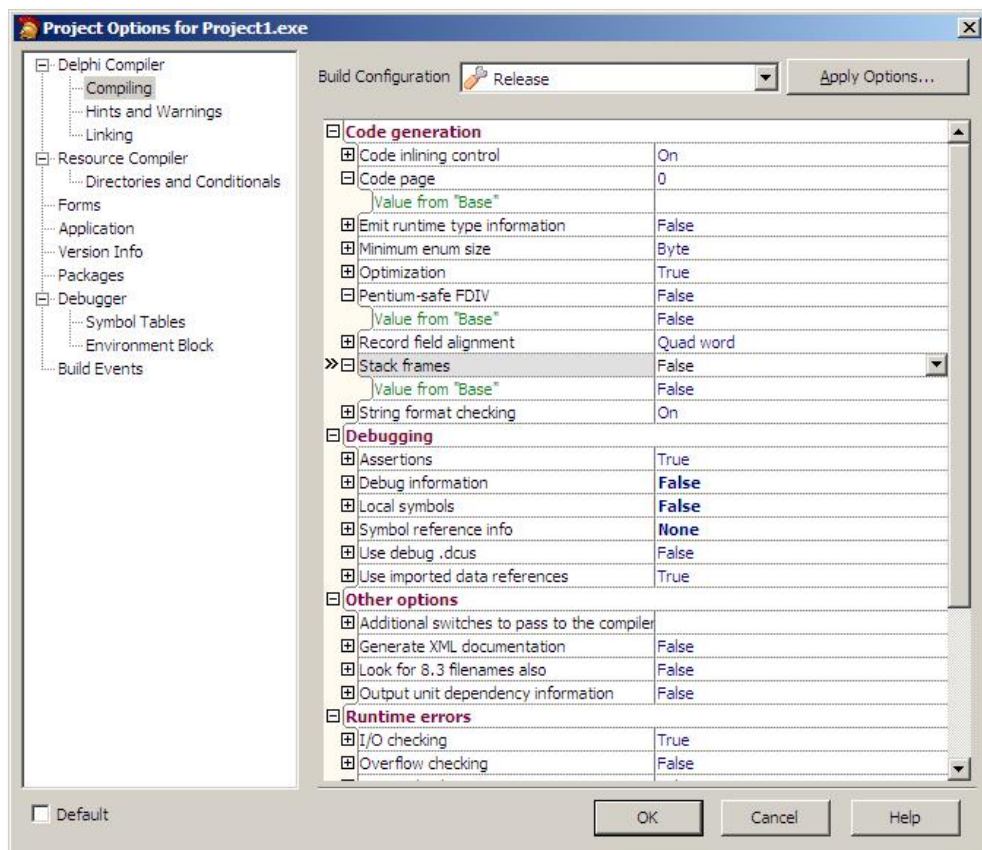 Project Options for Project1.exe
Delphi Compiler
Compiling
Hints and Warnings
Linking
Resource Compiler
Directories and Conditionals
Forms
Application
Version Info
Packages
Debugger
Symbol Tables
Environment Block
Build Events
Build Configuration Release Apply Options...
Code generation
Code inlining control On
Code page 0
Value from "Base"
Emit runtime type information False
Minimum enum size Byte
Optimization True
Pentium-safe FDIV False
Value from "Base" False
Record field alignment Quad word
Stack frames False
Value from "Base" False
String format checking On
Debugging
Assertions True
Debug information False
Local symbols False
Symbol reference info None
Use debug .dcus False
Use imported data references True
Other options
Additional switches to pass to the compiler
Generate XML documentation False
Look for 8.3 filenames also False
Output unit dependency information False
Runtime errors
I/O checking True
Overflow checking False
Default OK Cancel Help